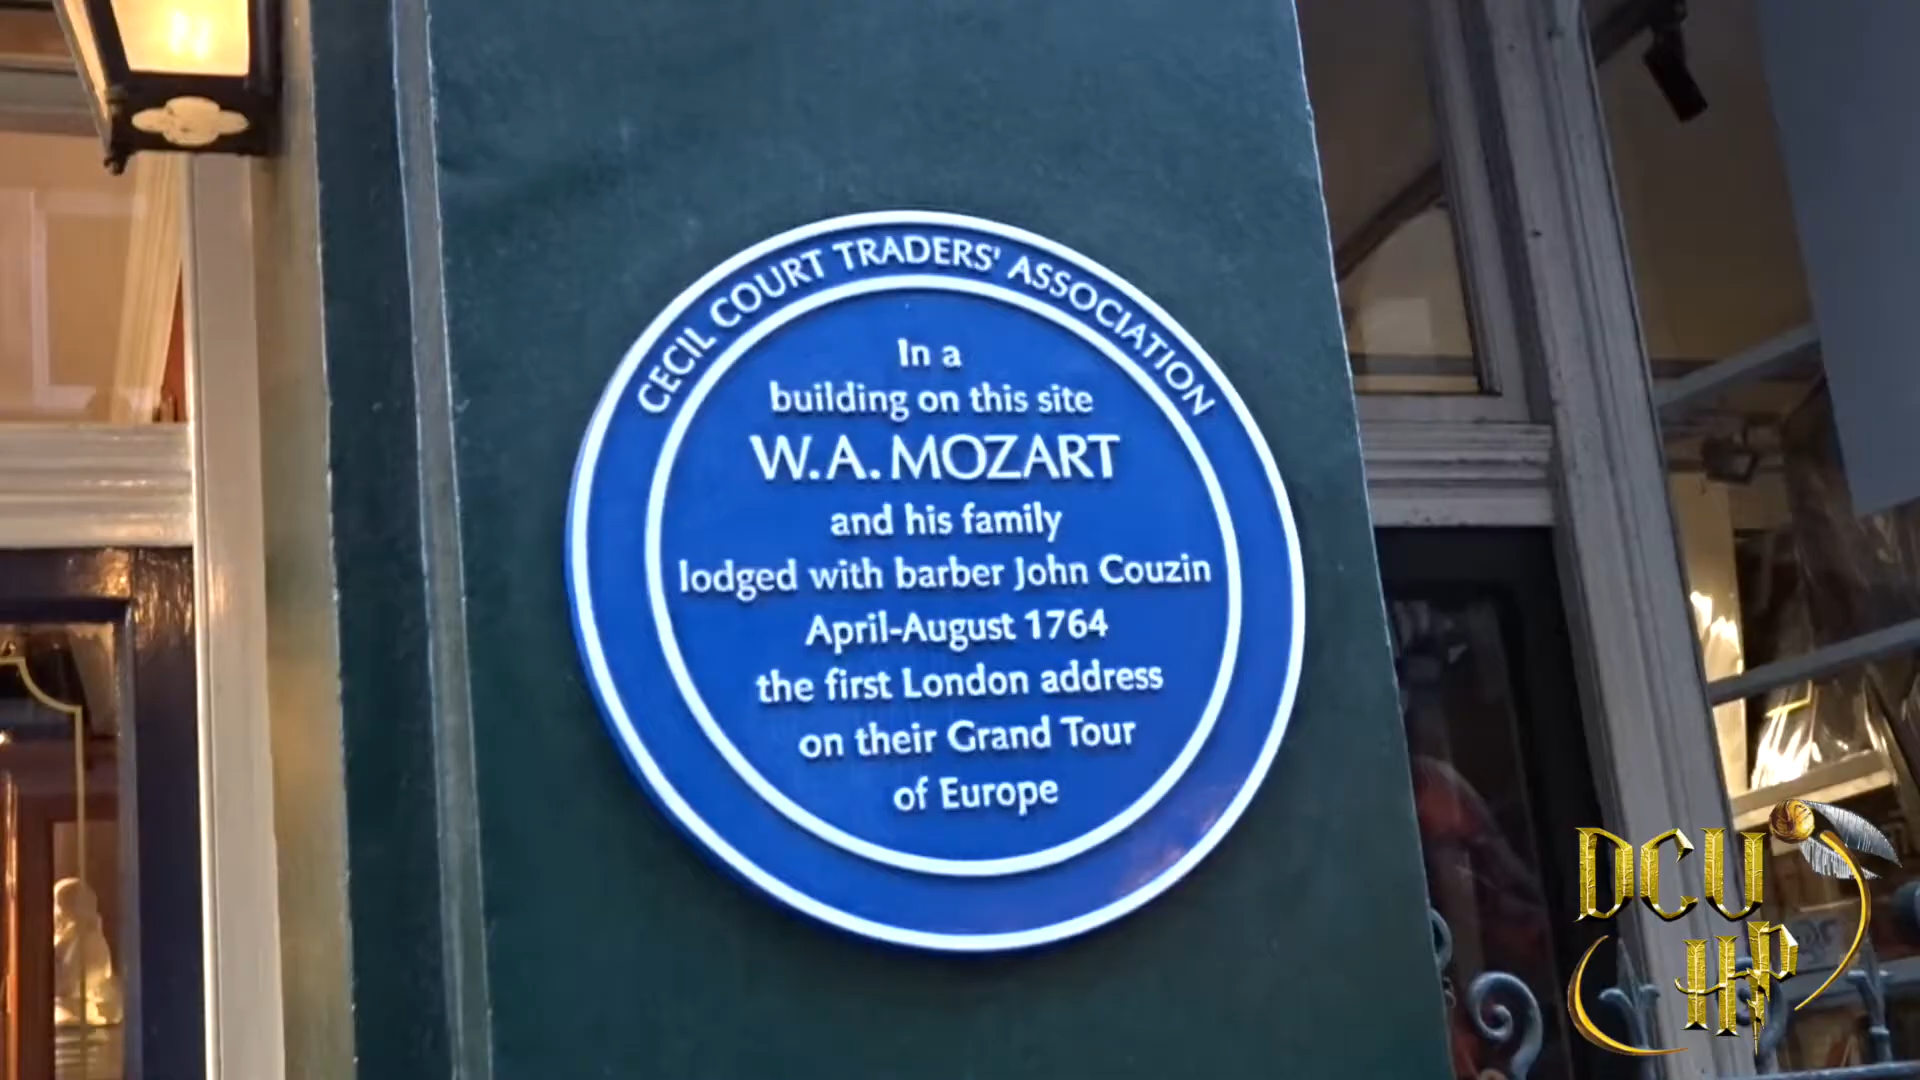 CECIL COURT TRADERS' ASSOCIATION
In a
building on this site
W.A. MOZART
and his family
lodged with barber John Couzin
April-August 1764
the first London address
on their Grand Tour
of Europe
DCU
HP